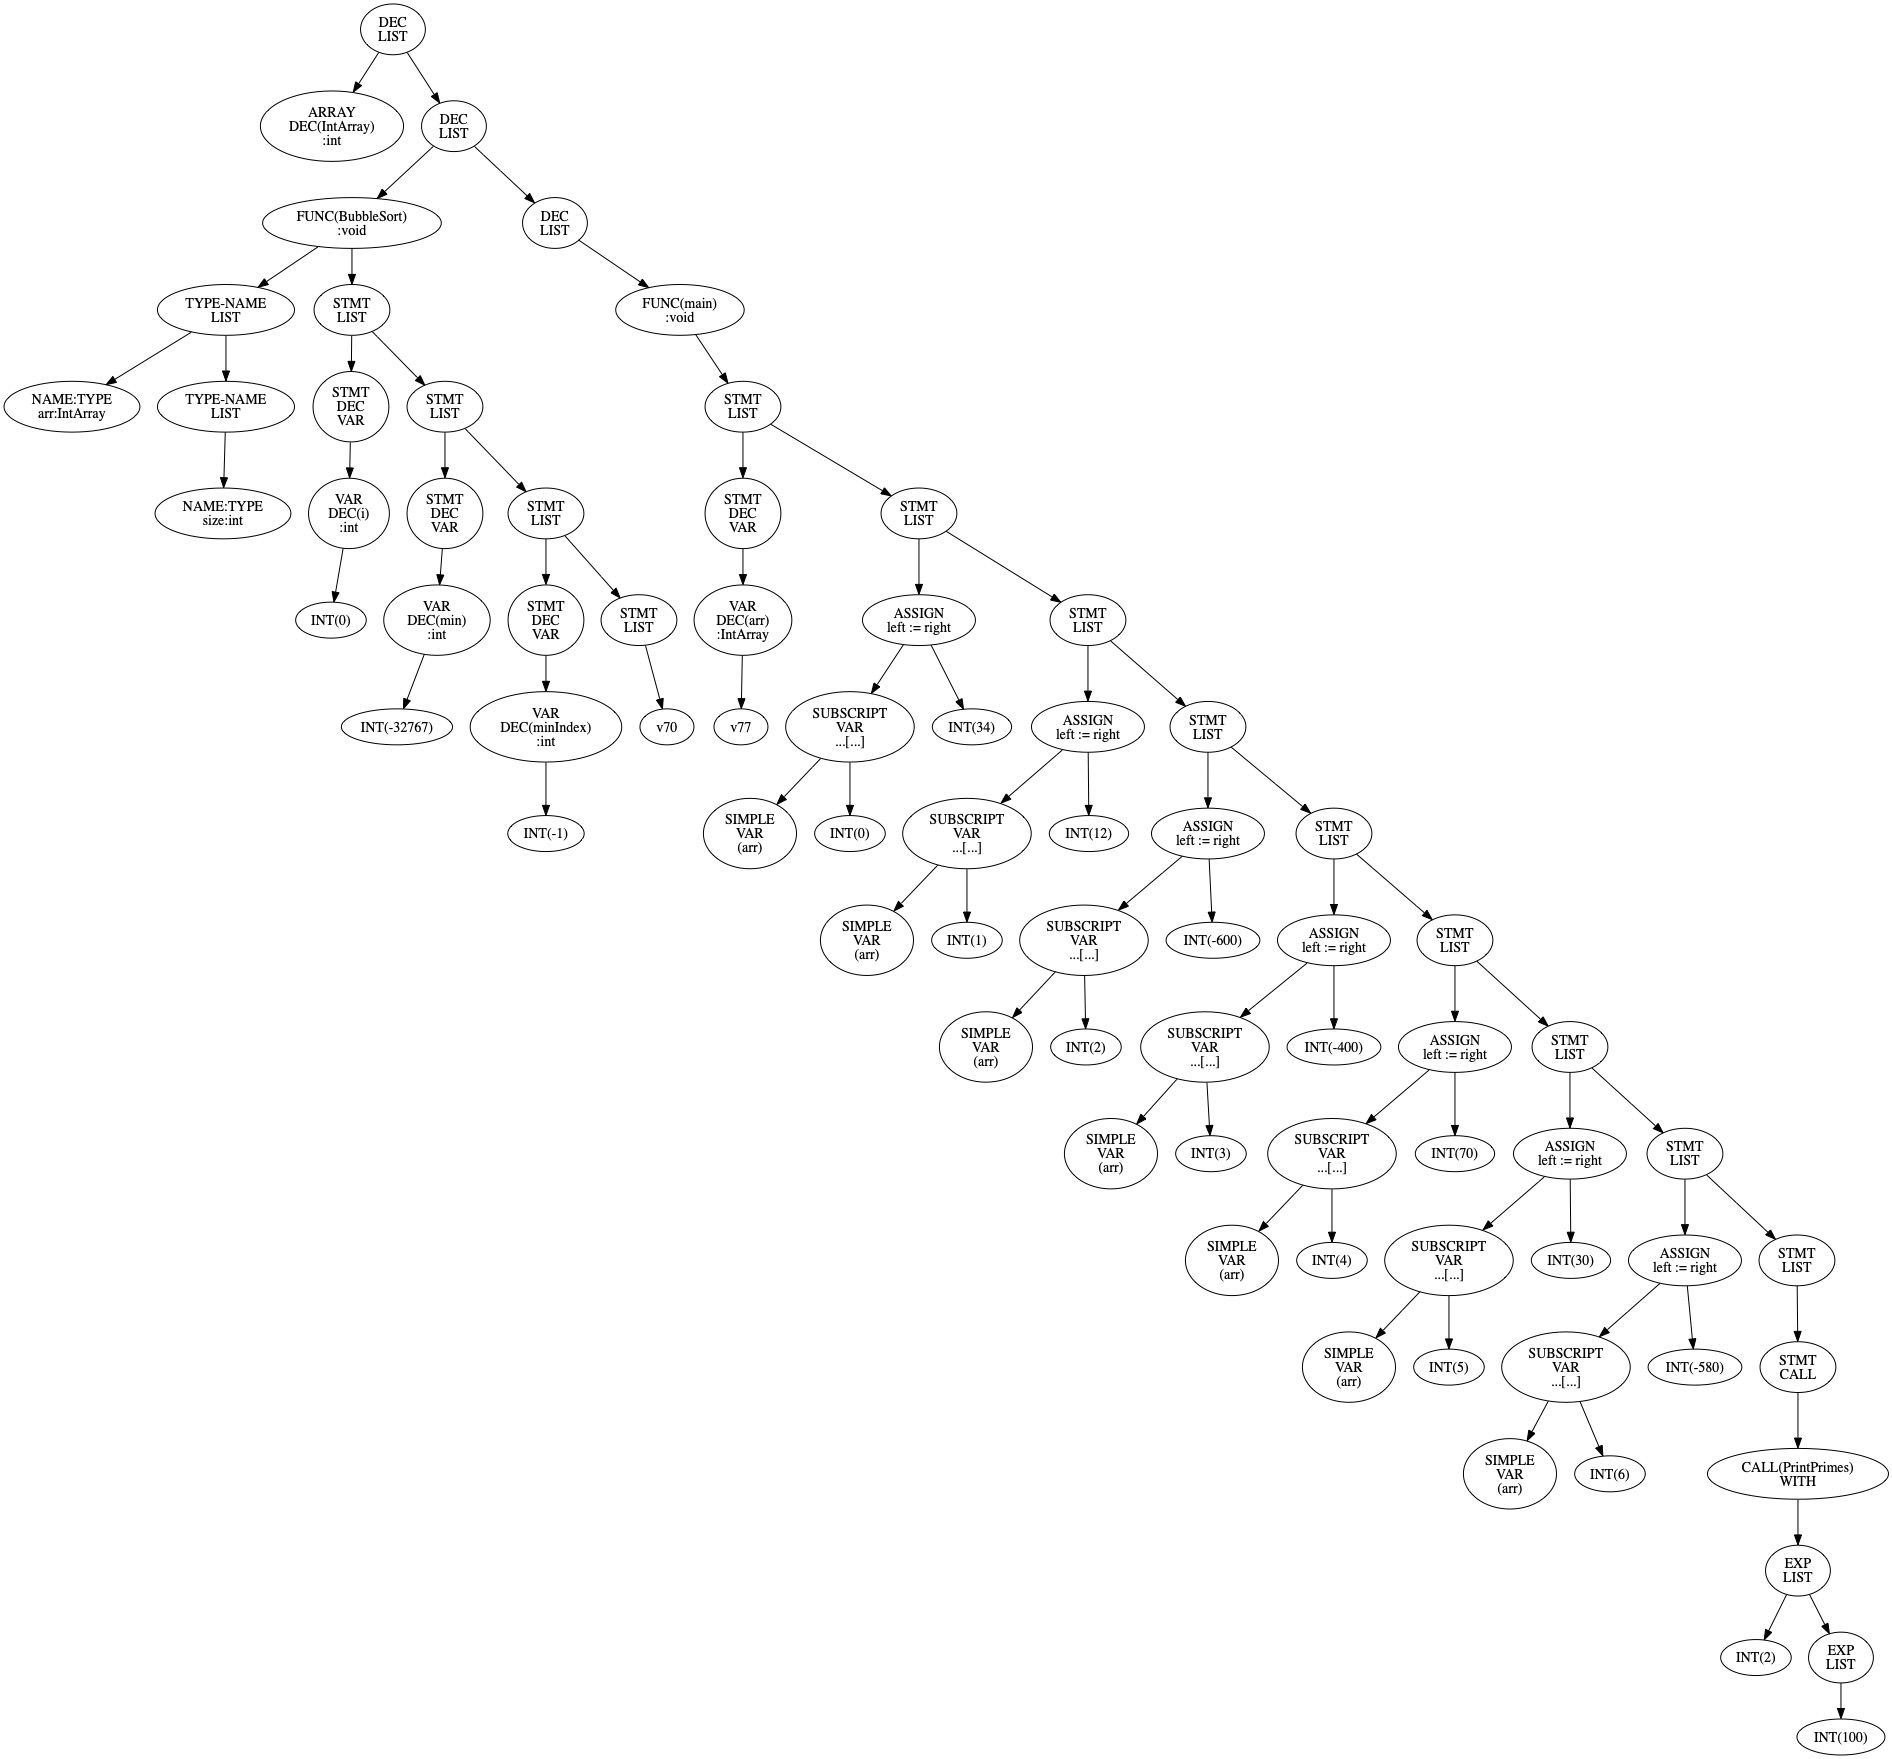 DEC
LIST
ARRAY
DEC(IntArray)
:int
DEC
LIST
FUNC(BubbleSort)
:void
DEC
LIST
TYPE-NAME
LIST
STMT
LIST
FUNC(main)
:void
NAME:TYPE
arr:IntArray
TYPE-NAME
LIST
STMT
DEC
VAR
STMT
LIST
STMT
LIST
NAME:TYPE
size:int
VAR
DEC(i)
:int
STMT
DEC
VAR
STMT
LIST
STMT
DEC
VAR
STMT
LIST
INT(0)
VAR
DEC(min)
:int
STMT
DEC
VAR
STMT
LIST
VAR
DEC(arr)
:IntArray
ASSIGN
left := right
STMT
LIST
INT(-32767)
VAR
DEC(minIndex)
:int
v70
v77
SUBSCRIPT
VAR
...[...]
INT(34)
ASSIGN
left := right
STMT
LIST
INT(-1)
SIMPLE
VAR
(arr)
INT(0)
SUBSCRIPT
VAR
...[...]
INT(12)
ASSIGN
left := right
STMT
LIST
SIMPLE
VAR
(arr)
INT(1)
SUBSCRIPT
VAR
...[...]
INT(-600)
ASSIGN
left := right
STMT
LIST
SIMPLE
VAR
(arr)
INT(2)
SUBSCRIPT
VAR
...[...]
INT(-400)
ASSIGN
left := right
STMT
LIST
SIMPLE
VAR
(arr)
INT(3)
SUBSCRIPT
VAR
...[...]
INT(70)
ASSIGN
left := right
STMT
LIST
SIMPLE
VAR
(arr)
INT(4)
SUBSCRIPT
VAR
...[...]
INT(30)
ASSIGN
left := right
STMT
LIST
SIMPLE
VAR
(arr)
INT(5)
SUBSCRIPT
VAR
...[...]
INT(-580)
STMT
CALL
SIMPLE
VAR
(arr)
INT(6)
CALL(PrintPrimes)
WITH
EXP
LIST
INT(2)
EXP
LIST
INT(100)